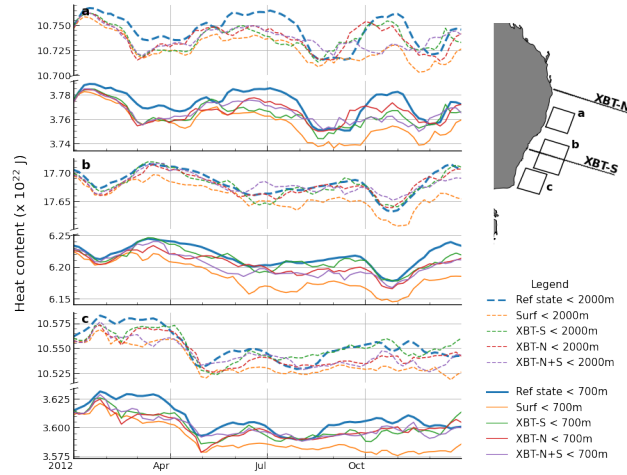 a
10.750
10.725
10.700
3.78
3.76
3.74
b
17.70
17.65
6.25
6.20
6.15
c
10.575
10.550
10.525
3.625
3.600
3.575
2012
Apr
Jul
Oct
Heat content (x 10²² J)
XBT-N
a
b
XBT-S
c
Legend
Ref state < 2000m
Surf < 2000m
XBT-S < 2000m
XBT-N < 2000m
XBT-N+S < 2000m
Ref state < 700m
Surf < 700m
XBT-S < 700m
XBT-N < 700m
XBT-N+S < 700m